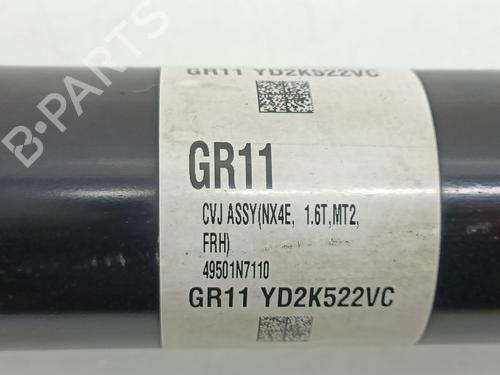 GR11 YD2K522VC
GR11
CVJ ASSY(NX4E, 1.6T,MT2,
FRH)
49501N7110
GR11 YD2K522VC
B-PARTS